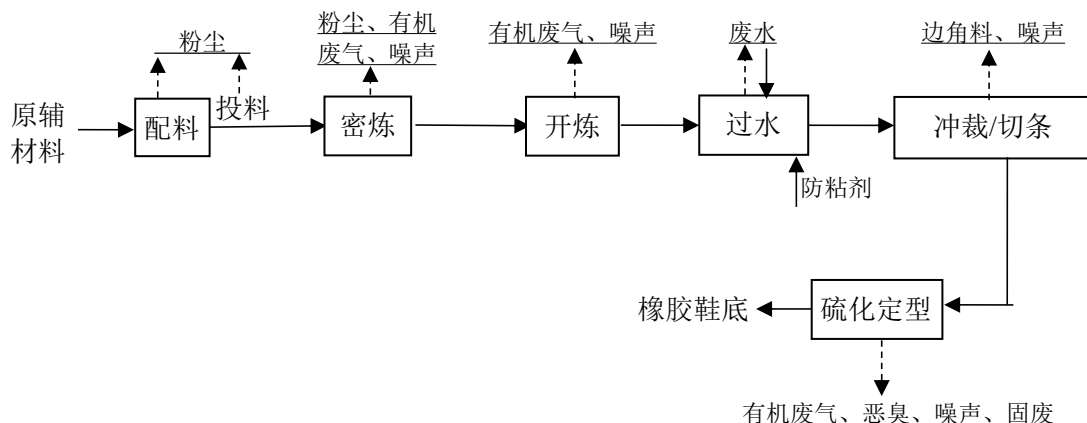 粉尘
粉尘、有机
废气、噪声
有机废气、噪声
废水
边角料、噪声
原辅
材料
配料
投料
密炼
开炼
过水
冲裁/切条
防粘剂
橡胶鞋底
硫化定型
有机废气、恶臭、噪声、固废